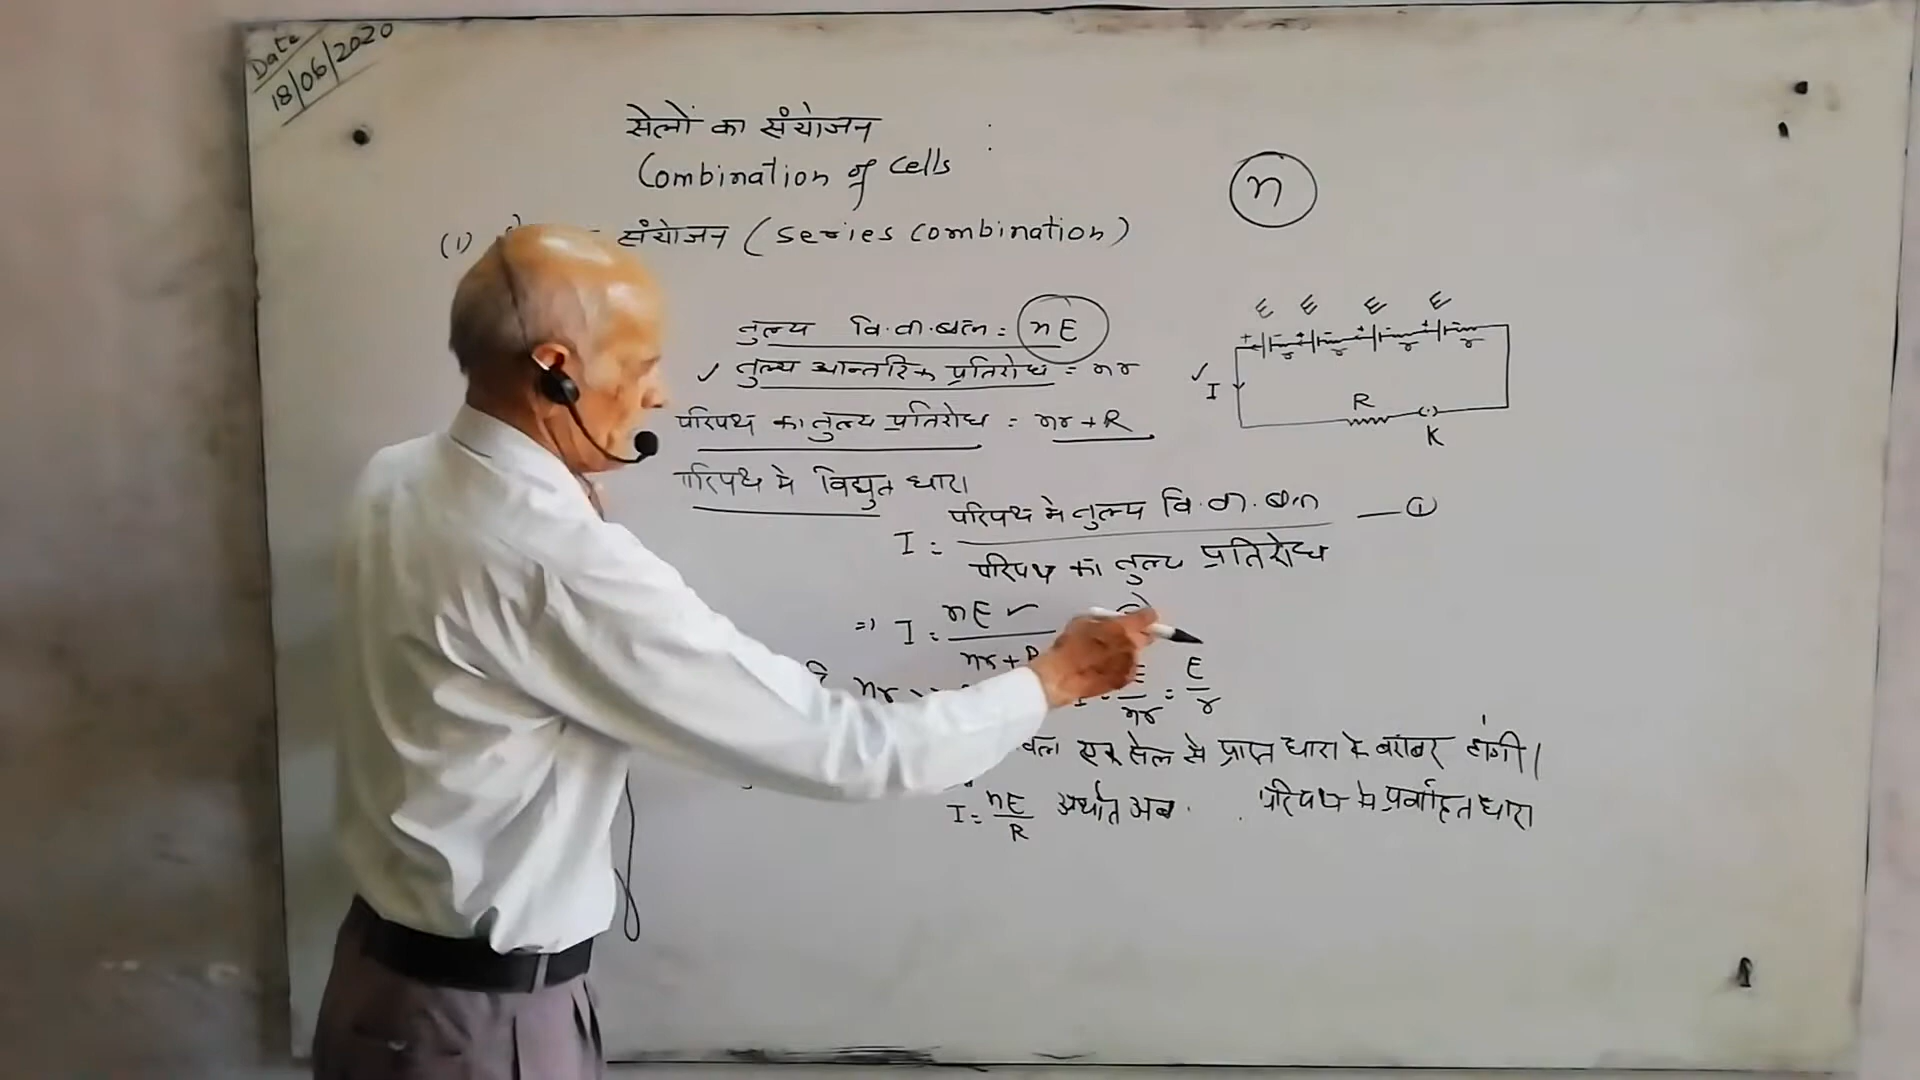 Date
18/06/2020
सेलों का संयोजन
Combination of cells
n
(1) संयोजन (series combination)
E E E E
तुल्य वि.वा.बल = nE
तुल्य आन्तरिक प्रतिरोध = nr
r r r r
I
R
K
परिपथ का तुल्य प्रतिरोध = nr + R
परिपथ मे विद्युत धारा
I = परिपथ मे तुल्य वि.वा.बल — ①
परिपथ का तुल्य प्रतिरोध
=> I = nE
nr + R
nr
nr = E
r
एक सेल से प्राप्त धारा के बराबर होगी।
I = nE
R
अर्थात अब परिपथ मे प्रवाहित धारा